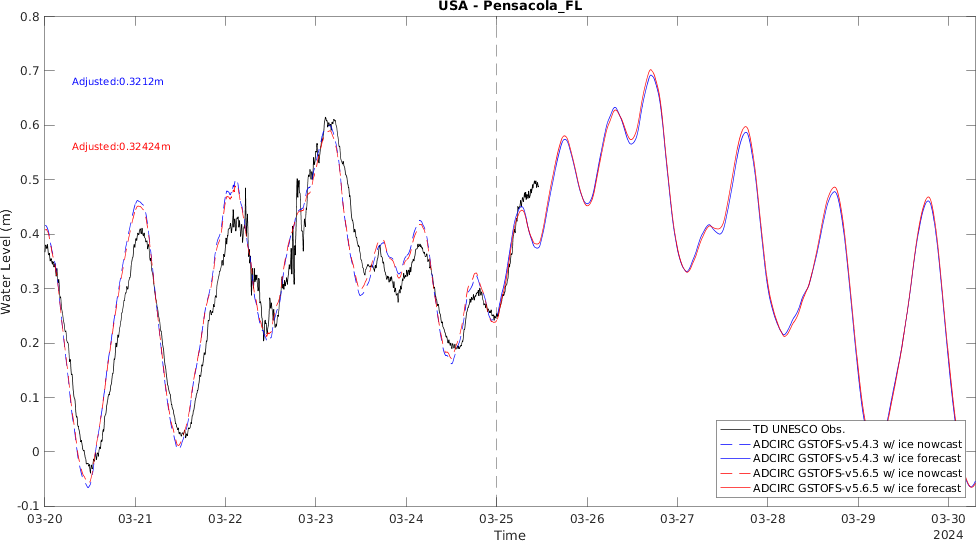 USA - Pensacola_FL
0.8
0.7
0.6
0.5
0.4
0.3
0.2
0.1
0
-0.1
Water Level (m)
Adjusted:0.3212m
Adjusted:0.32424m
TD UNESCO Obs.
ADCIRC GSTOFS-v5.4.3 w/ ice nowcast
ADCIRC GSTOFS-v5.4.3 w/ ice forecast
ADCIRC GSTOFS-v5.6.5 w/ ice nowcast
ADCIRC GSTOFS-v5.6.5 w/ ice forecast
03-20 03-21 03-22 03-23 03-24 03-25 03-26 03-27 03-28 03-29 03-30
2024
Time